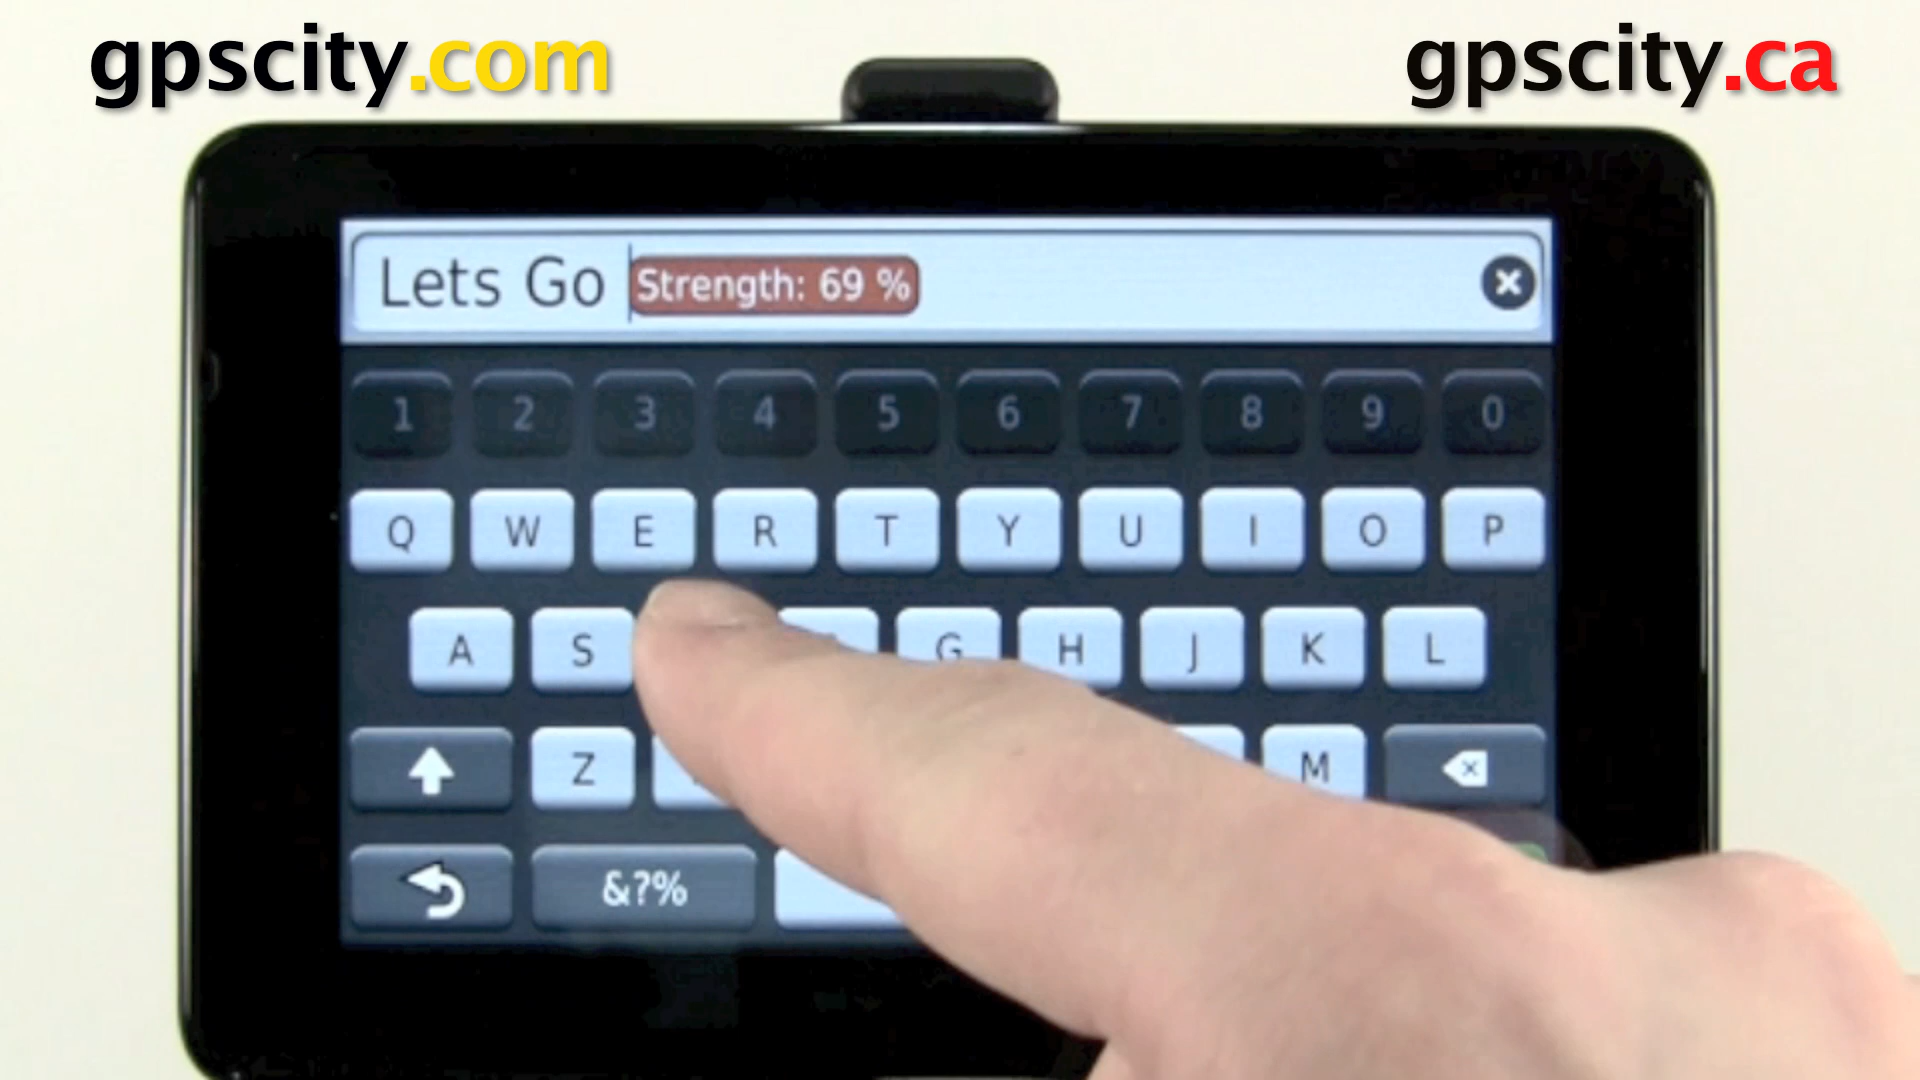 gpscity.com
gpscity.ca
Lets Go Strength: 69 %
1 2 3 4 5 6 7 8 9 0
Q W E R T Y U I O P
A S G H J K L
Z M
&?%